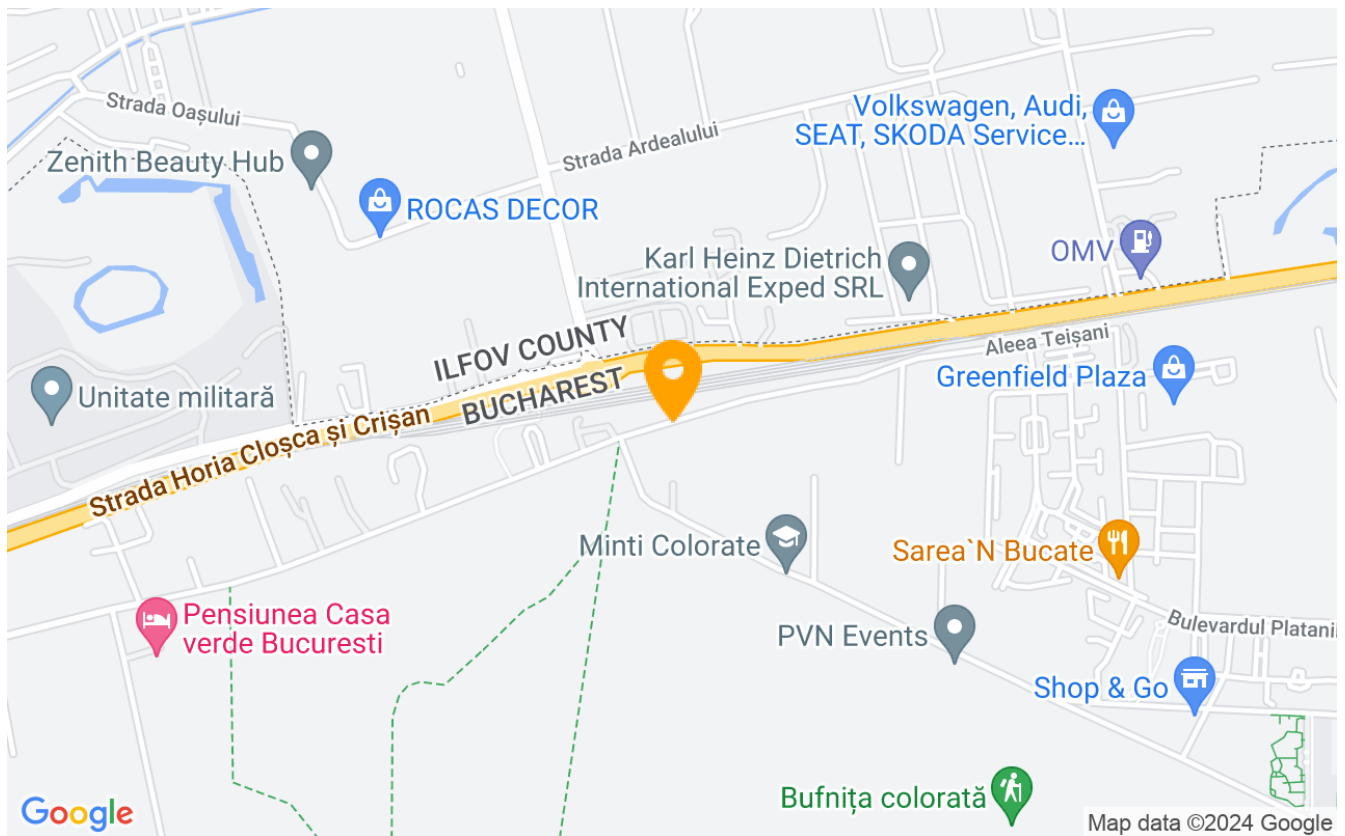 Strada Oașului
Volkswagen, Audi,
SEAT, SKODA Service...
Strada Ardealului
Zenith Beauty Hub
ROCAS DECOR
Karl Heinz Dietrich
International Exped SRL
OMV
ILFOV COUNTY
BUCHAREST
Aleea Teișani
Greenfield Plaza
Unitate militară
Strada Horia Cloșca și Crișan
Minti Colorate
Sarea`N Bucate
Pensiunea Casa
verde Bucuresti
Bulevardul Platanil
PVN Events
Shop & Go
Bufnița colorată
Google
Map data ©2024 Google